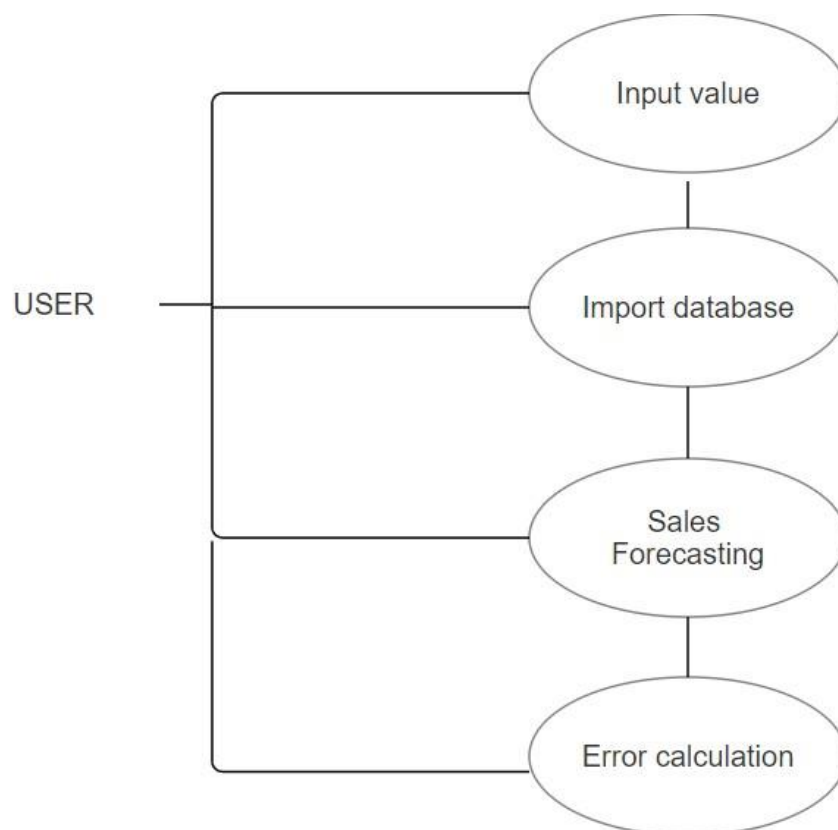 Input value
USER
Import database
Sales
Forecasting
Error calculation